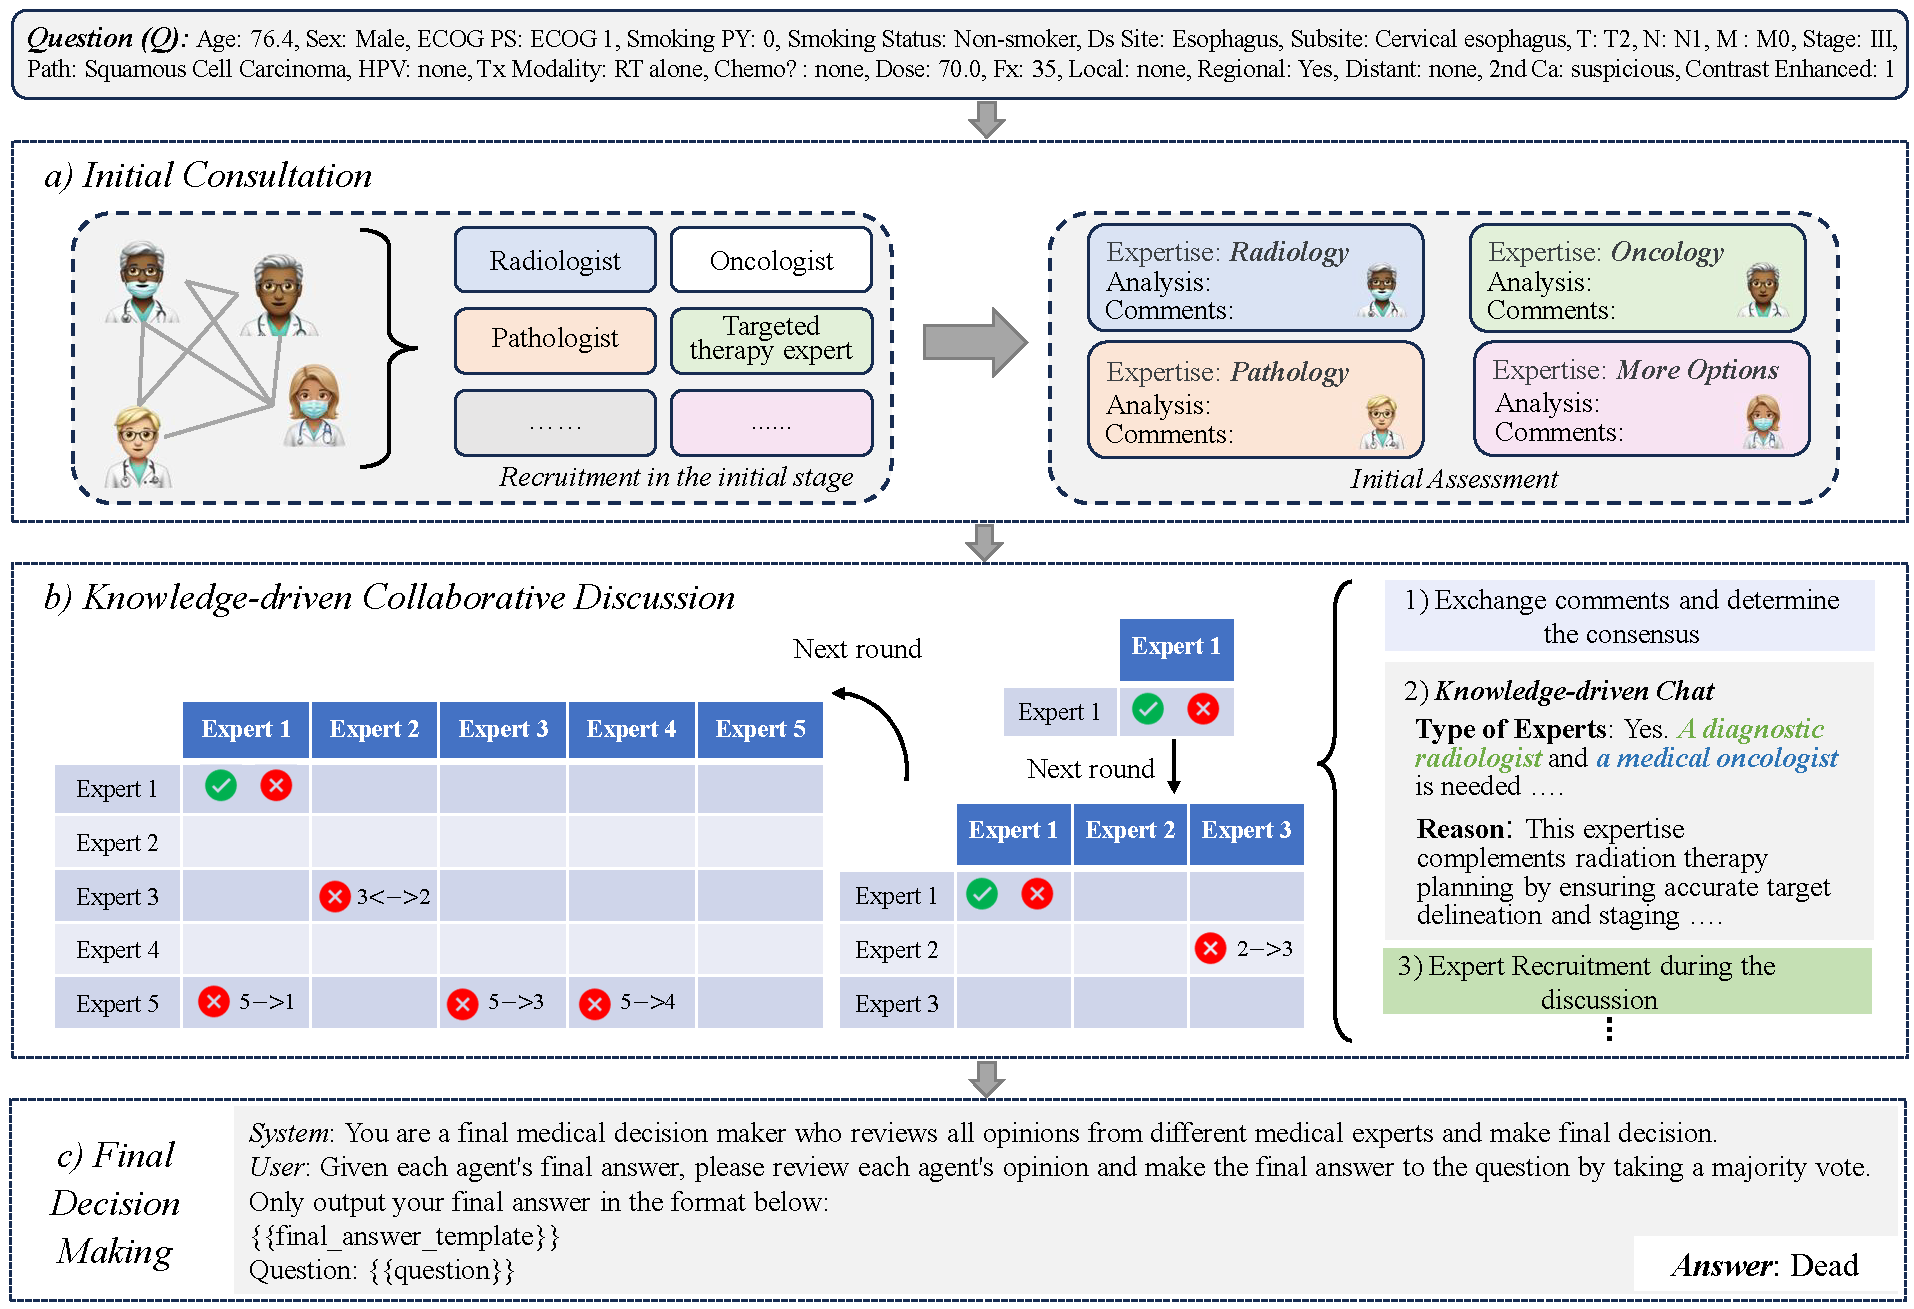 Question (Q): Age: 76.4, Sex: Male, ECOG PS: ECOG 1, Smoking PY: 0, Smoking Status: Non-smoker, Ds Site: Esophagus, Subsite: Cervical esophagus, T: T2, N: N1, M : M0, Stage: III,
Path: Squamous Cell Carcinoma, HPV: none, Tx Modality: RT alone, Chemo? : none, Dose: 70.0, Fx: 35, Local: none, Regional: Yes, Distant: none, 2nd Ca: suspicious, Contrast Enhanced: 1
a) Initial Consultation
Radiologist
Oncologist
Pathologist
Targeted
therapy expert
......
......
Recruitment in the initial stage
Expertise: Radiology
Analysis:
Comments:
Expertise: Oncology
Analysis:
Comments:
Expertise: Pathology
Analysis:
Comments:
Expertise: More Options
Analysis:
Comments:
Initial Assessment
b) Knowledge-driven Collaborative Discussion
Expert 1
Expert 1
Next round
Expert 1 Expert 2 Expert 3
Expert 1
Expert 2 2->3
Expert 3
Next round
Expert 1 Expert 2 Expert 3 Expert 4 Expert 5
Expert 1
Expert 2
Expert 3 3<->2
Expert 4
Expert 5 5->1 5->3 5->4
1) Exchange comments and determine
the consensus
2) Knowledge-driven Chat
Type of Experts: Yes. A diagnostic
radiologist and a medical oncologist
is needed ....
Reason: This expertise
complements radiation therapy
planning by ensuring accurate target
delineation and staging ....
3) Expert Recruitment during the
discussion
c) Final
Decision
Making
System: You are a final medical decision maker who reviews all opinions from different medical experts and make final decision.
User: Given each agent's final answer, please review each agent's opinion and make the final answer to the question by taking a majority vote.
Only output your final answer in the format below:
{{final_answer_template}}
Question: {{question}}
Answer: Dead